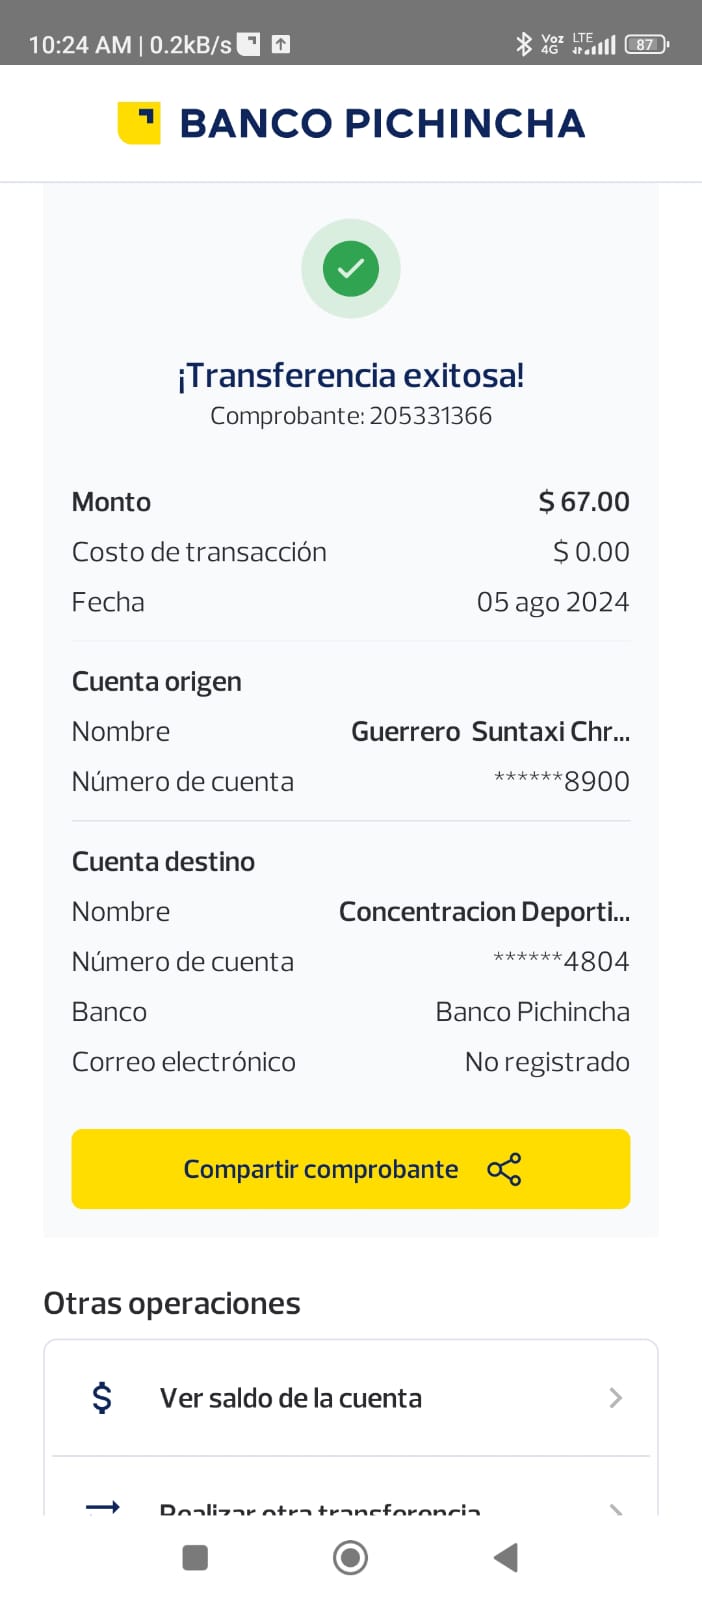 10:24 AM | 0.2kB/s
Voz 4G LTE 87
BANCO PICHINCHA
¡Transferencia exitosa!
Comprobante: 205331366
Monto $ 67.00
Costo de transacción $ 0.00
Fecha 05 ago 2024
Cuenta origen
Nombre Guerrero Suntaxi Chr...
Número de cuenta ******8900
Cuenta destino
Nombre Concentracion Deporti...
Número de cuenta ******4804
Banco Banco Pichincha
Correo electrónico No registrado
Compartir comprobante
Otras operaciones
$ Ver saldo de la cuenta
Realizar otra transferencia